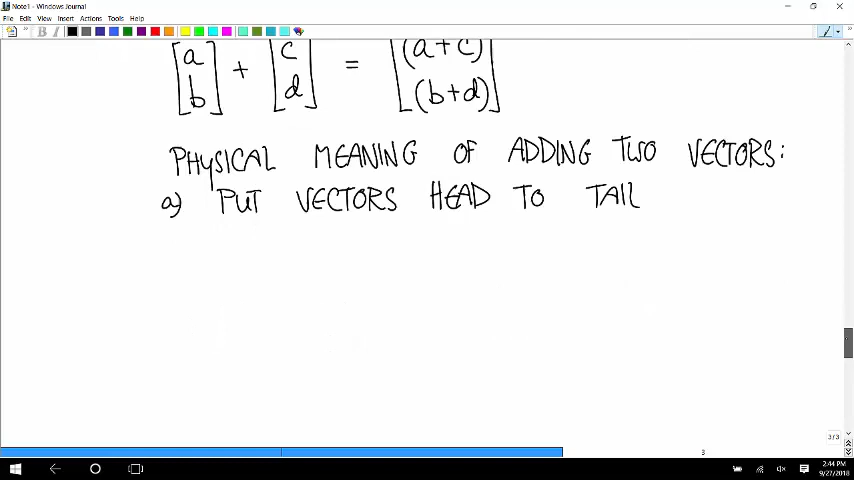 Note1 - Windows Journal
File Edit View Insert Actions Tools Help
B I
[a b] + [c d] = [(a+c) (b+d)]
PHYSICAL MEANING OF ADDING TWO VECTORS:
a) PUT VECTORS HEAD TO TAIL
3/3
3
2:44 PM
9/27/2018